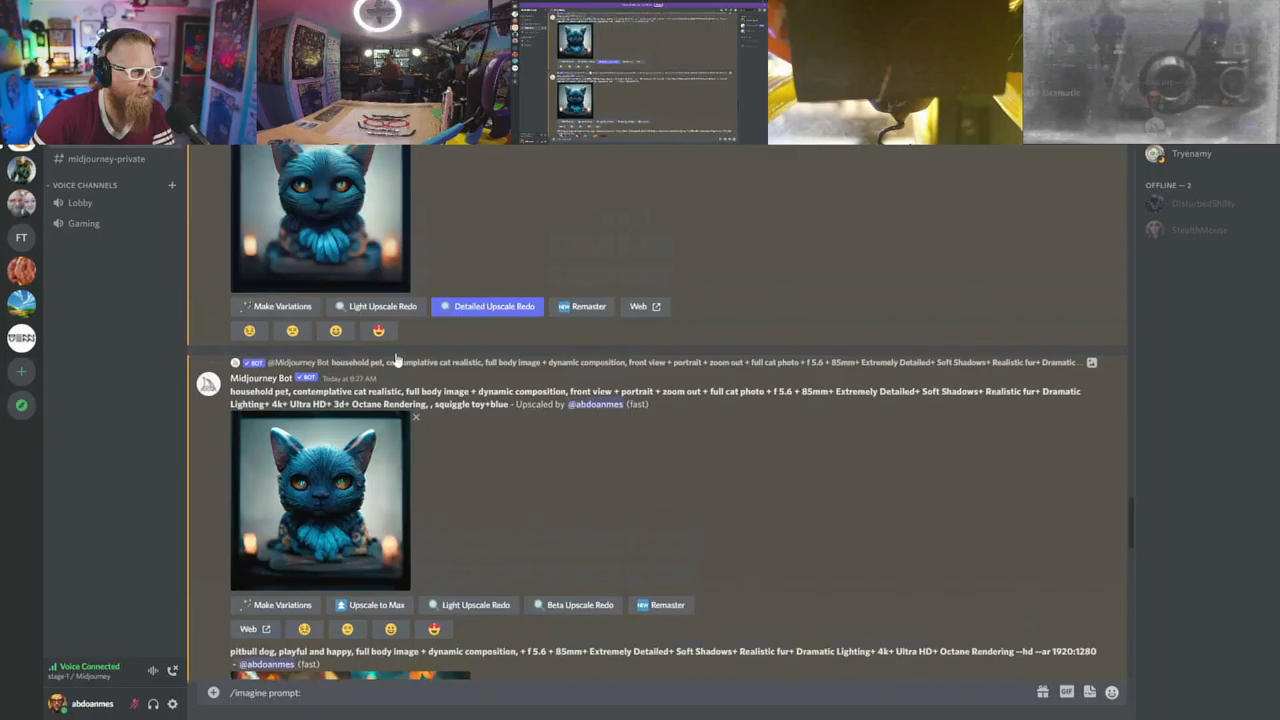 midjourney-private
VOICE CHANNELS
Lobby
Gaming
FT
Make Variations
Light Upscale Redo
Detailed Upscale Redo
NEW Remaster
Web
BOT @Midjourney Bot household pet, contemplative cat realistic, full body image + dynamic composition, front view + portrait + zoom out + full cat photo + f 5.6 + 85mm+ Extremely Detailed+ Soft Shadows+ Realistic fur+ Dramatic ...
Midjourney Bot BOT Today at 8:27 AM
household pet, contemplative cat realistic, full body image + dynamic composition, front view + portrait + zoom out + full cat photo + f 5.6 + 85mm+ Extremely Detailed+ Soft Shadows+ Realistic fur+ Dramatic
Lighting+ 4k+ Ultra HD+ 3d+ Octane Rendering, , squiggle toy+blue - Upscaled by @abdoanmes (fast)
Make Variations
Upscale to Max
Light Upscale Redo
Beta Upscale Redo
NEW Remaster
Web
pitbull dog, playful and happy, full body image + dynamic composition, + f 5.6 + 85mm+ Extremely Detailed+ Soft Shadows+ Realistic fur+ Dramatic Lighting+ 4k+ Ultra HD+ Octane Rendering --hd --ar 1920:1280
- @abdoanmes (fast)
/imagine prompt:
GIF
Voice Connected
stage-1 / Midjourney
abdoanmes
Tryenamy
OFFLINE — 2
DisturbedShifty
StealthMouse